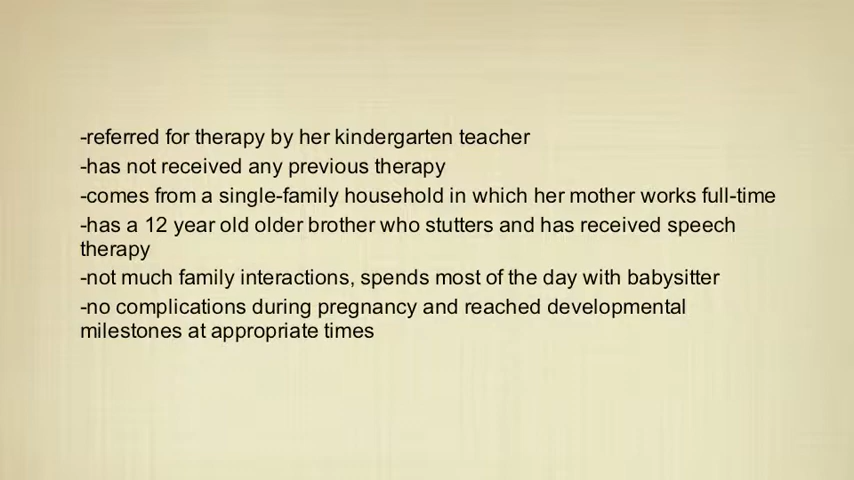 -referred for therapy by her kindergarten teacher
-has not received any previous therapy
-comes from a single-family household in which her mother works full-time
-has a 12 year old older brother who stutters and has received speech
therapy
-not much family interactions, spends most of the day with babysitter
-no complications during pregnancy and reached developmental
milestones at appropriate times